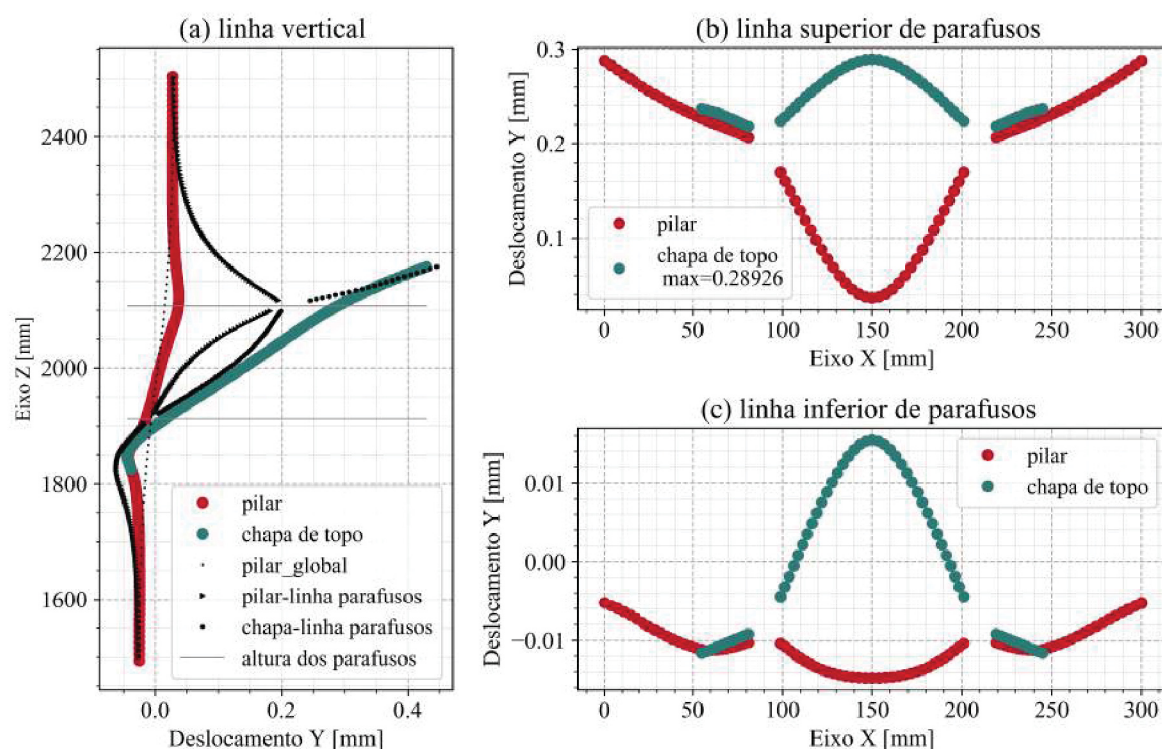 (a) linha vertical
Eixo Z [mm]
2400
2200
2000
1800
1600
pilar
chapa de topo
pilar_global
pilar-linha parafusos
chapa-linha parafusos
altura dos parafusos
0.0 0.2 0.4
Deslocamento Y [mm]
(b) linha superior de parafusos
Deslocamento Y [mm]
0.3
0.2
0.1
pilar
chapa de topo
max=0.28926
0 50 100 150 200 250 300
Eixo X [mm]
(c) linha inferior de parafusos
Deslocamento Y [mm]
0.01
0.00
−0.01
pilar
chapa de topo
0 50 100 150 200 250 300
Eixo X [mm]